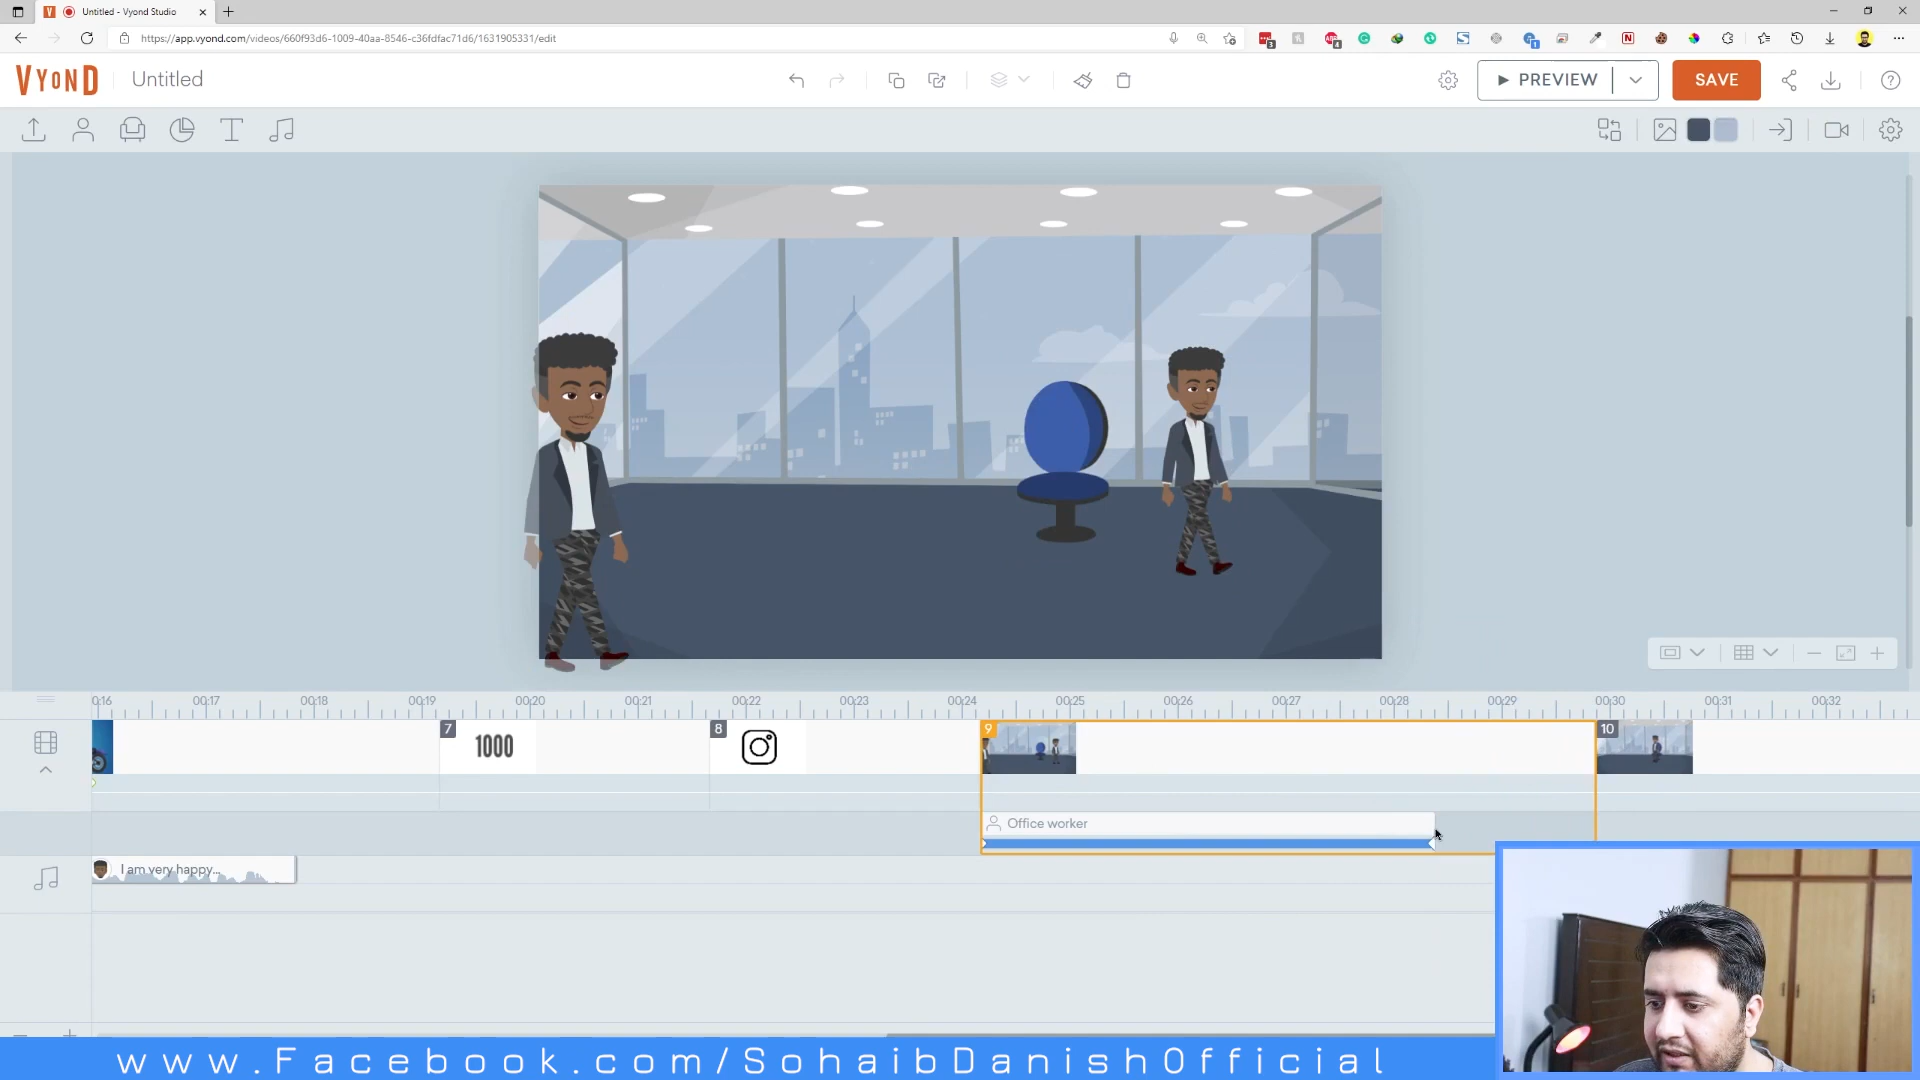 Untitled - Vyond Studio
https://app.vyond.com/videos/660f93d6-1009-40aa-8546-c36fdfac71d6/1631905331/edit
VYOND
Untitled
PREVIEW
SAVE
0:16 00:17 00:18 00:19 00:20 00:21 00:22 00:23 00:24 00:25 00:26 00:27 00:28 00:29 00:30 00:31 00:32
7 1000 8 9 10
Office worker
I am very happy...
www.Facebook.com/SohaibDanishOfficial